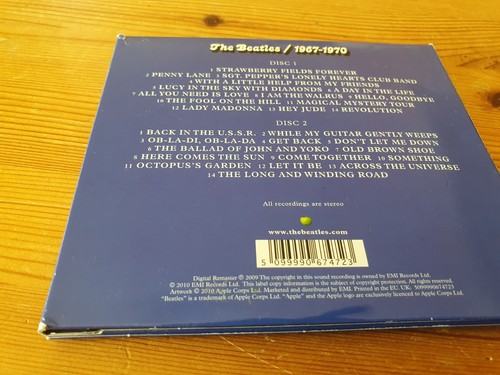 The Beatles / 1967-1970
DISC 1
1 STRAWBERRY FIELDS FOREVER
2 PENNY LANE 3 SGT. PEPPER'S LONELY HEARTS CLUB BAND
4 WITH A LITTLE HELP FROM MY FRIENDS
5 LUCY IN THE SKY WITH DIAMONDS 6 A DAY IN THE LIFE
7 ALL YOU NEED IS LOVE 8 I AM THE WALRUS 9 HELLO, GOODBYE
10 THE FOOL ON THE HILL 11 MAGICAL MYSTERY TOUR
12 LADY MADONNA 13 HEY JUDE 14 REVOLUTION
DISC 2
1 BACK IN THE U.S.S.R. 2 WHILE MY GUITAR GENTLY WEEPS
3 OB-LA-DI, OB-LA-DA 4 GET BACK 5 DON'T LET ME DOWN
6 THE BALLAD OF JOHN AND YOKO 7 OLD BROWN SHOE
8 HERE COMES THE SUN 9 COME TOGETHER 10 SOMETHING
11 OCTOPUS'S GARDEN 12 LET IT BE 13 ACROSS THE UNIVERSE
14 THE LONG AND WINDING ROAD
All recordings are stereo
www.thebeatles.com
5 099990 674723
Digital Remaster ℗ 2009 The copyright in this sound recording is owned by EMI Records Ltd.
© 2010 EMI Records Ltd. This label copy information is the subject of copyright protection. All rights reserved.
Artwork © 2010 Apple Corps Ltd. Marketed and distributed by EMI. Printed in the EU. UK: 5099990674723
"Beatles" is a trademark of Apple Corps Ltd. "Apple" and the Apple logo are exclusively licenced to Apple Corps Ltd.